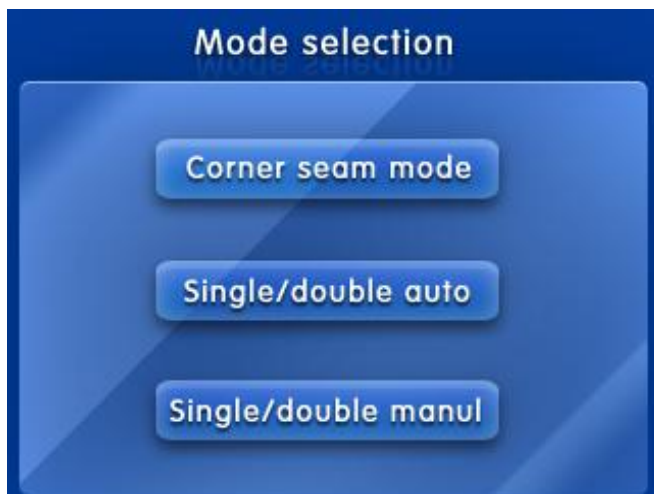 Mode selection
Corner seam mode
Single/double auto
Single/double manul